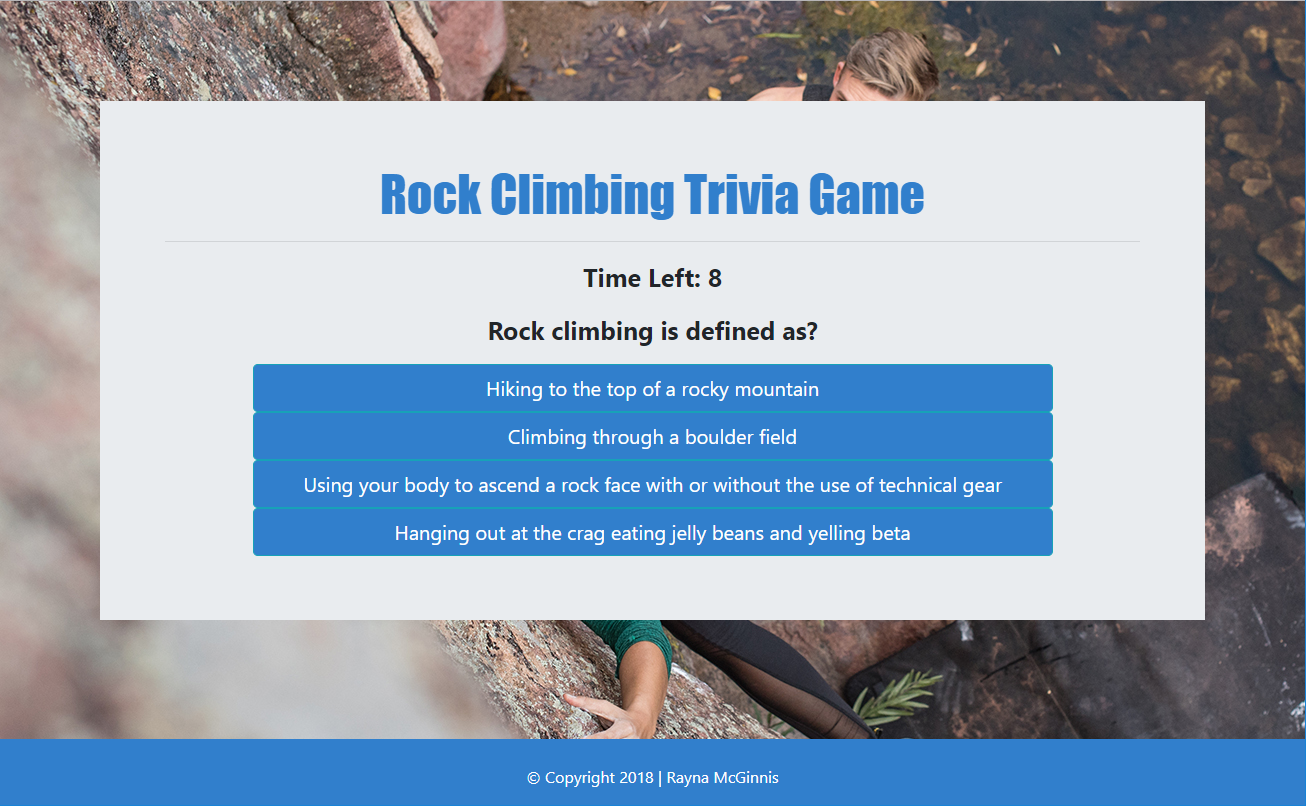 Rock Climbing Trivia Game
Time Left: 8
Rock climbing is defined as?
Hiking to the top of a rocky mountain
Climbing through a boulder field
Using your body to ascend a rock face with or without the use of technical gear
Hanging out at the crag eating jelly beans and yelling beta
© Copyright 2018 | Rayna McGinnis